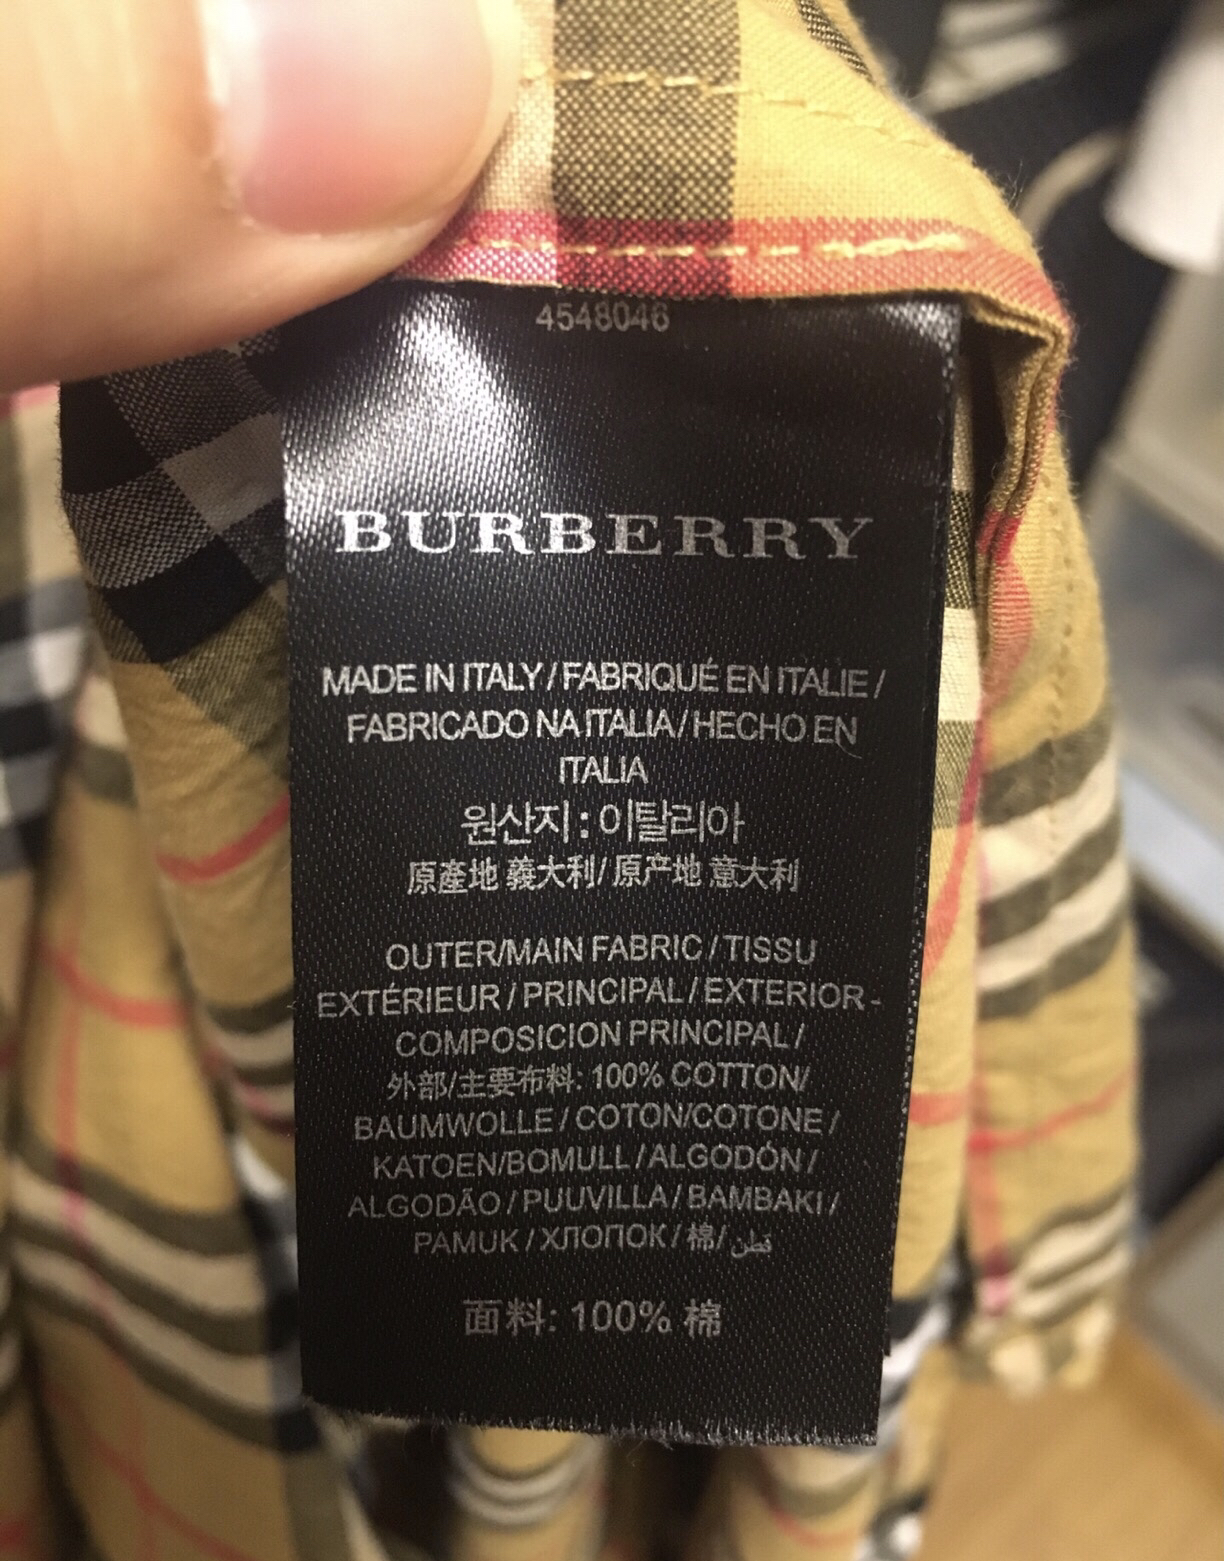 4548046
BURBERRY
MADE IN ITALY / FABRIQUÉ EN ITALIE /
FABRICADO NA ITALIA / HECHO EN
ITALIA
원산지 : 이탈리아
原產地 義大利/ 原产地 意大利
OUTER/MAIN FABRIC / TISSU
EXTÉRIEUR / PRINCIPAL / EXTERIOR -
COMPOSICION PRINCIPAL /
外部/主要布料: 100% COTTON/
BAUMWOLLE / COTON/COTONE /
KATOEN/BOMULL / ALGODÓN /
ALGODÃO / PUUVILLA / BAMBAKI /
PAMUK / ХЛОПОК / 棉/ قطن
面料: 100% 棉